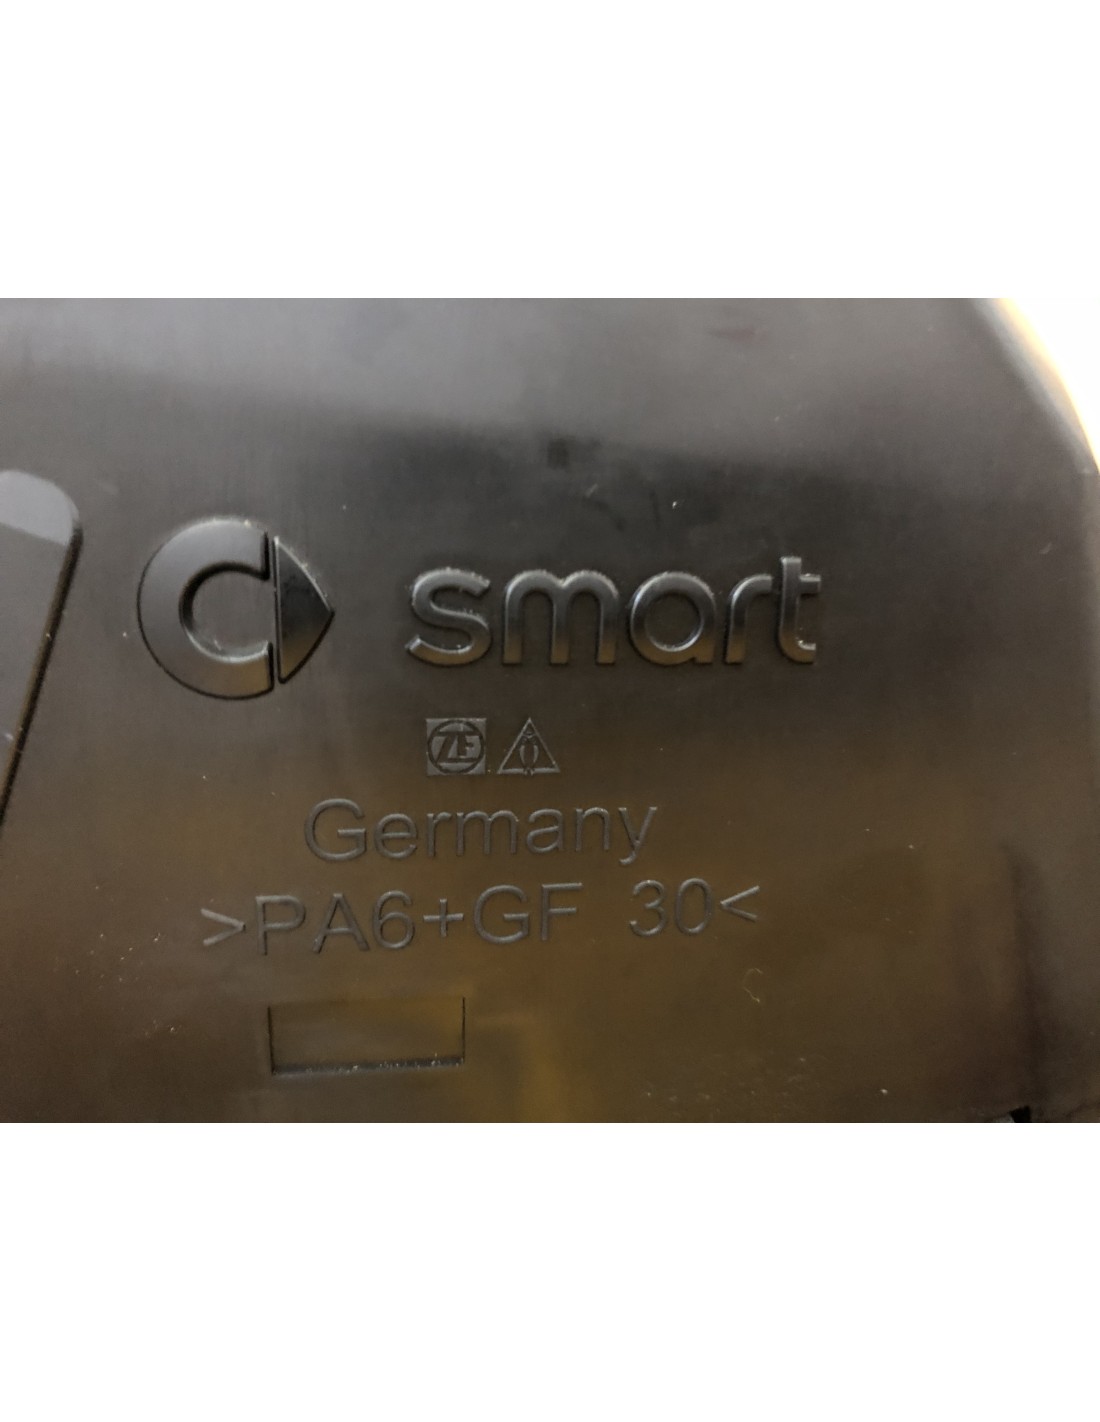 smart
ZF
Germany
>PA6+GF 30<